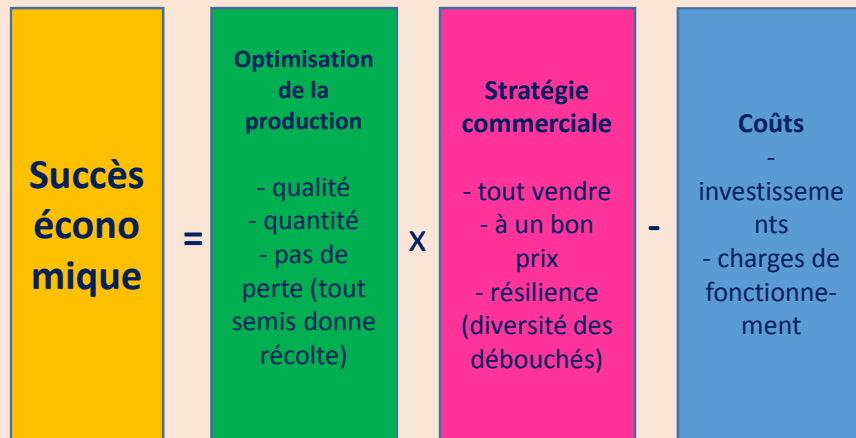 Succès
écono
mique
=
Optimisation
de la
production
- qualité
- quantité
- pas de
perte (tout
semis donne
récolte)
x
Stratégie
commerciale
- tout vendre
- à un bon
prix
- résilience
(diversité des
débouchés)
-
Coûts
-
investisseme
nts
- charges de
fonctionne-
ment